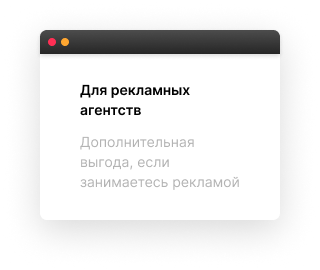 Для рекламных
агентств
Дополнительная
выгода, если
занимаетесь рекламой